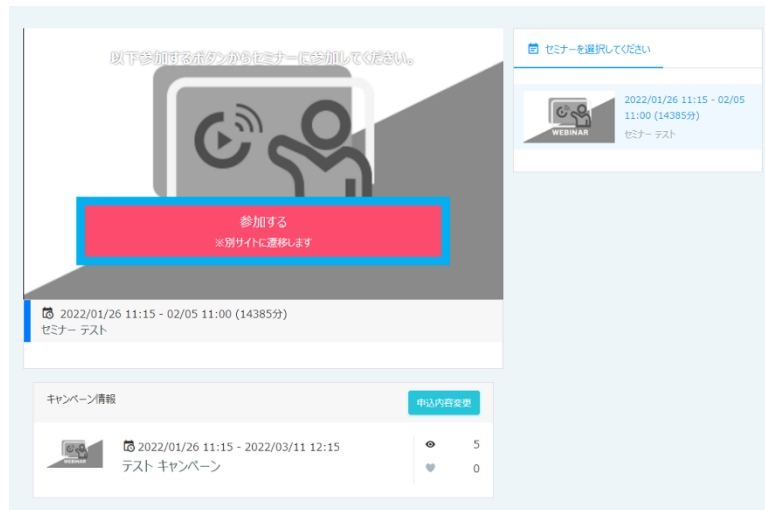 以下参加するボタンからセミナーに参加してください。
参加する
※別サイトに遷移します
2022/01/26 11:15 - 02/05 11:00 (14385分)
セミナー テスト
セミナーを選択してください
WEBINAR
2022/01/26 11:15 - 02/05
11:00 (14385分)
セミナー テスト
キャンペーン情報
申込内容変更
WEBINAR
2022/01/26 11:15 - 2022/03/11 12:15
テスト キャンペーン
5
0